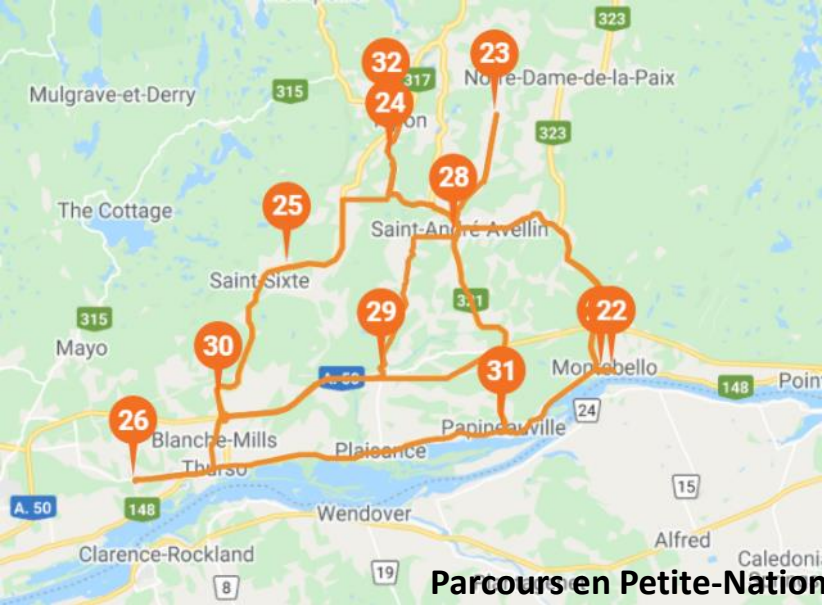 323
32
317
23
Notre-Dame-de-la-Paix
Mulgrave-et-Derry
315
24
323
28
The Cottage
25
Saint-André Avellin
Saint-Sixte
315
29
321
22
Mayo
30
A. 50
31
Montebello
148
26
24
Blanche-Mills
Papineauville
Plaisance
Thurso
A. 50
148
Wendover
15
Clarence-Rockland
Alfred
19
8
Parcours en Petite-Nation